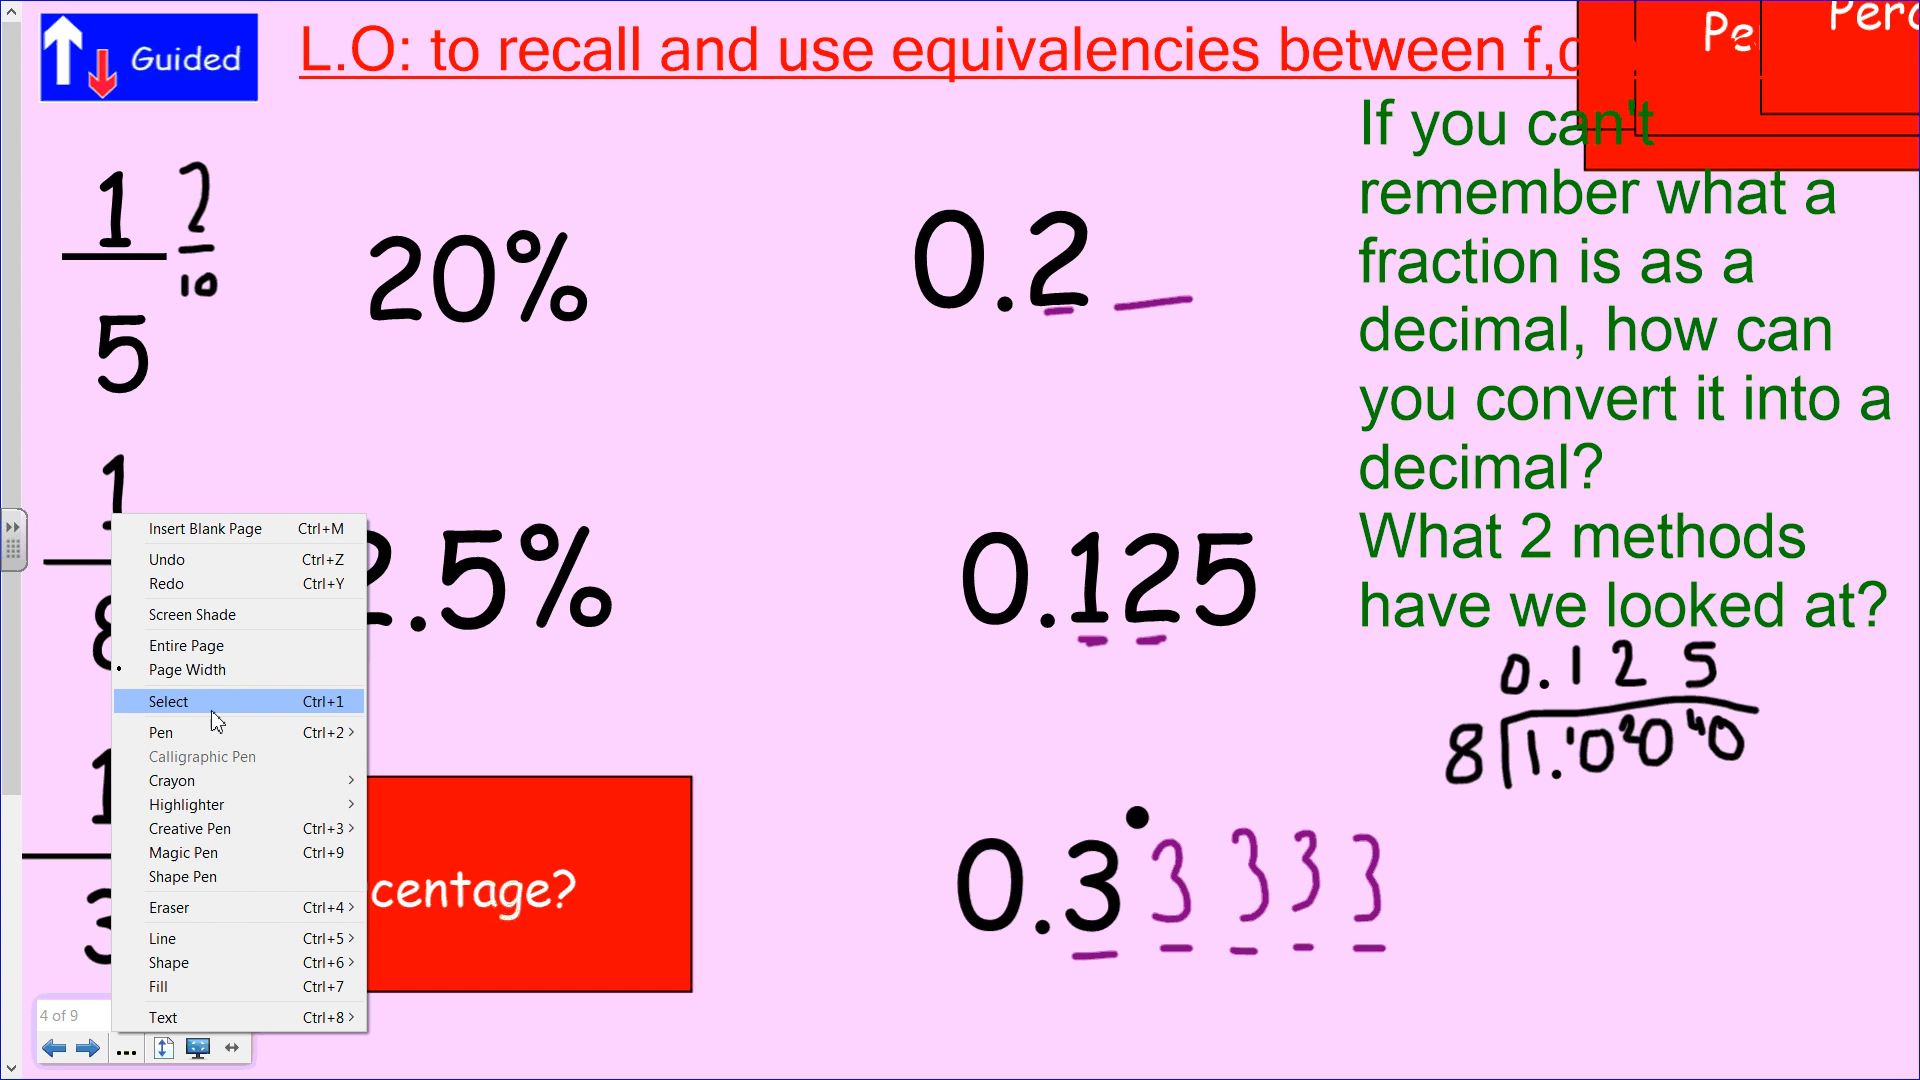 Guided
L.O: to recall and use equivalencies between f,
Pe
Perc
If you can't
remember what a
fraction is as a
decimal, how can
you convert it into a
decimal?
What 2 methods
have we looked at?
1
5
2
10
20%
0.2
1
8
2.5%
0.125
0.125
8 1.10 20 40
1
3
centage?
0.3 3 3 3 3
Insert Blank Page Ctrl+M
Undo Ctrl+Z
Redo Ctrl+Y
Screen Shade
Entire Page
Page Width
Select Ctrl+1
Pen Ctrl+2
Calligraphic Pen
Crayon
Highlighter
Creative Pen Ctrl+3
Magic Pen Ctrl+9
Shape Pen
Eraser Ctrl+4
Line Ctrl+5
Shape Ctrl+6
Fill Ctrl+7
Text Ctrl+8
4 of 9